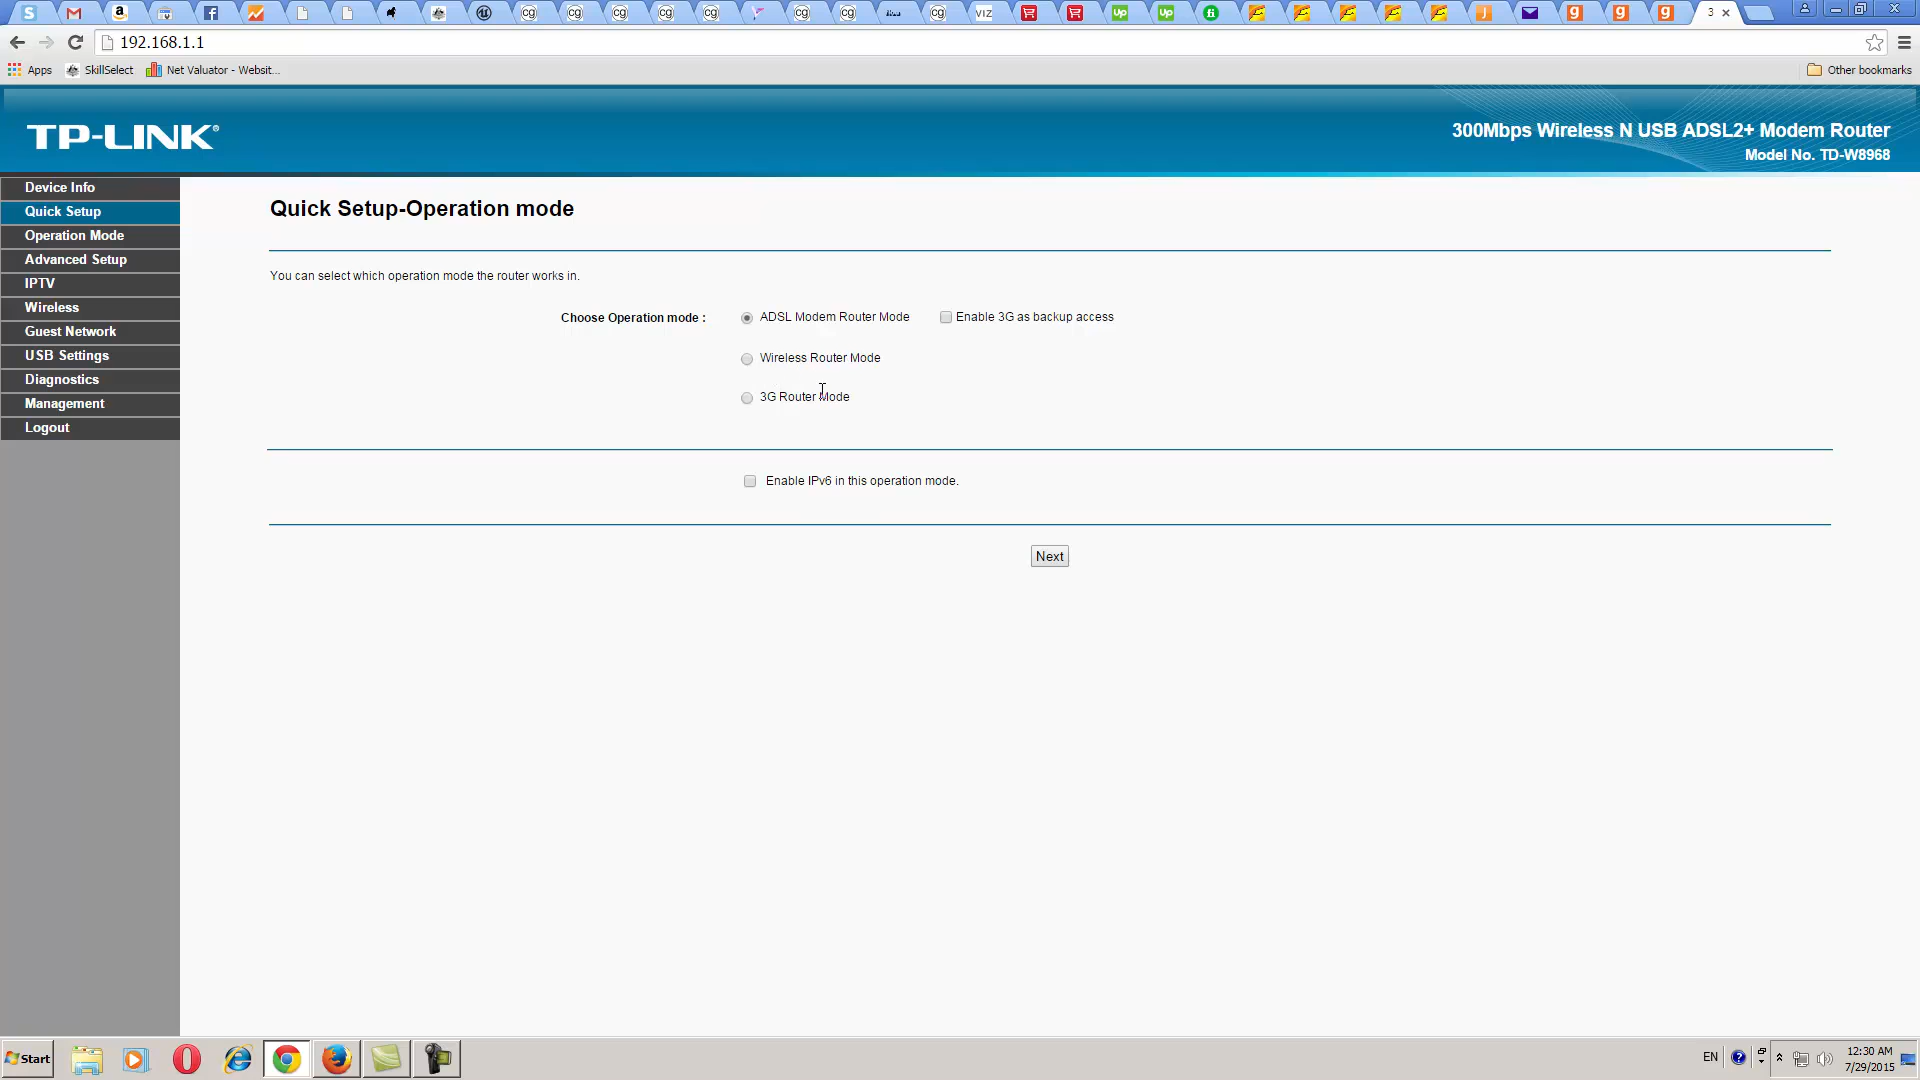 3
192.168.1.1
Apps SkillSelect Net Valuator - Websit... Other bookmarks
TP-LINK®
300Mbps Wireless N USB ADSL2+ Modem Router
Model No. TD-W8968
Device Info
Quick Setup
Operation Mode
Advanced Setup
IPTV
Wireless
Guest Network
USB Settings
Diagnostics
Management
Logout
Quick Setup-Operation mode
You can select which operation mode the router works in.
Choose Operation mode : ADSL Modem Router Mode Enable 3G as backup access
Wireless Router Mode
3G Router Mode
Enable IPv6 in this operation mode.
Next
Start EN 12:30 AM
7/29/2015